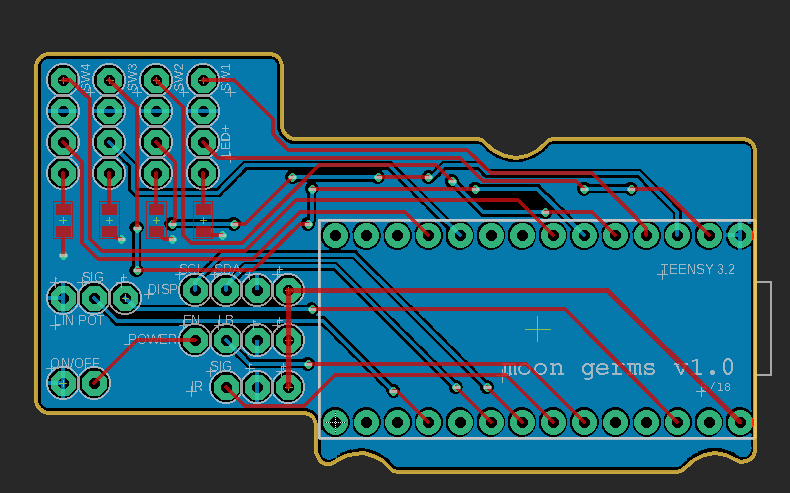 SW4
SW3
SW2
SW1
LED+
TEENSY 3.2
SCL
SDA
DISP
SIG
LIN POT
EN
LB
POWER
ON/OFF
SIG
IR
moon germs v1.0
/18